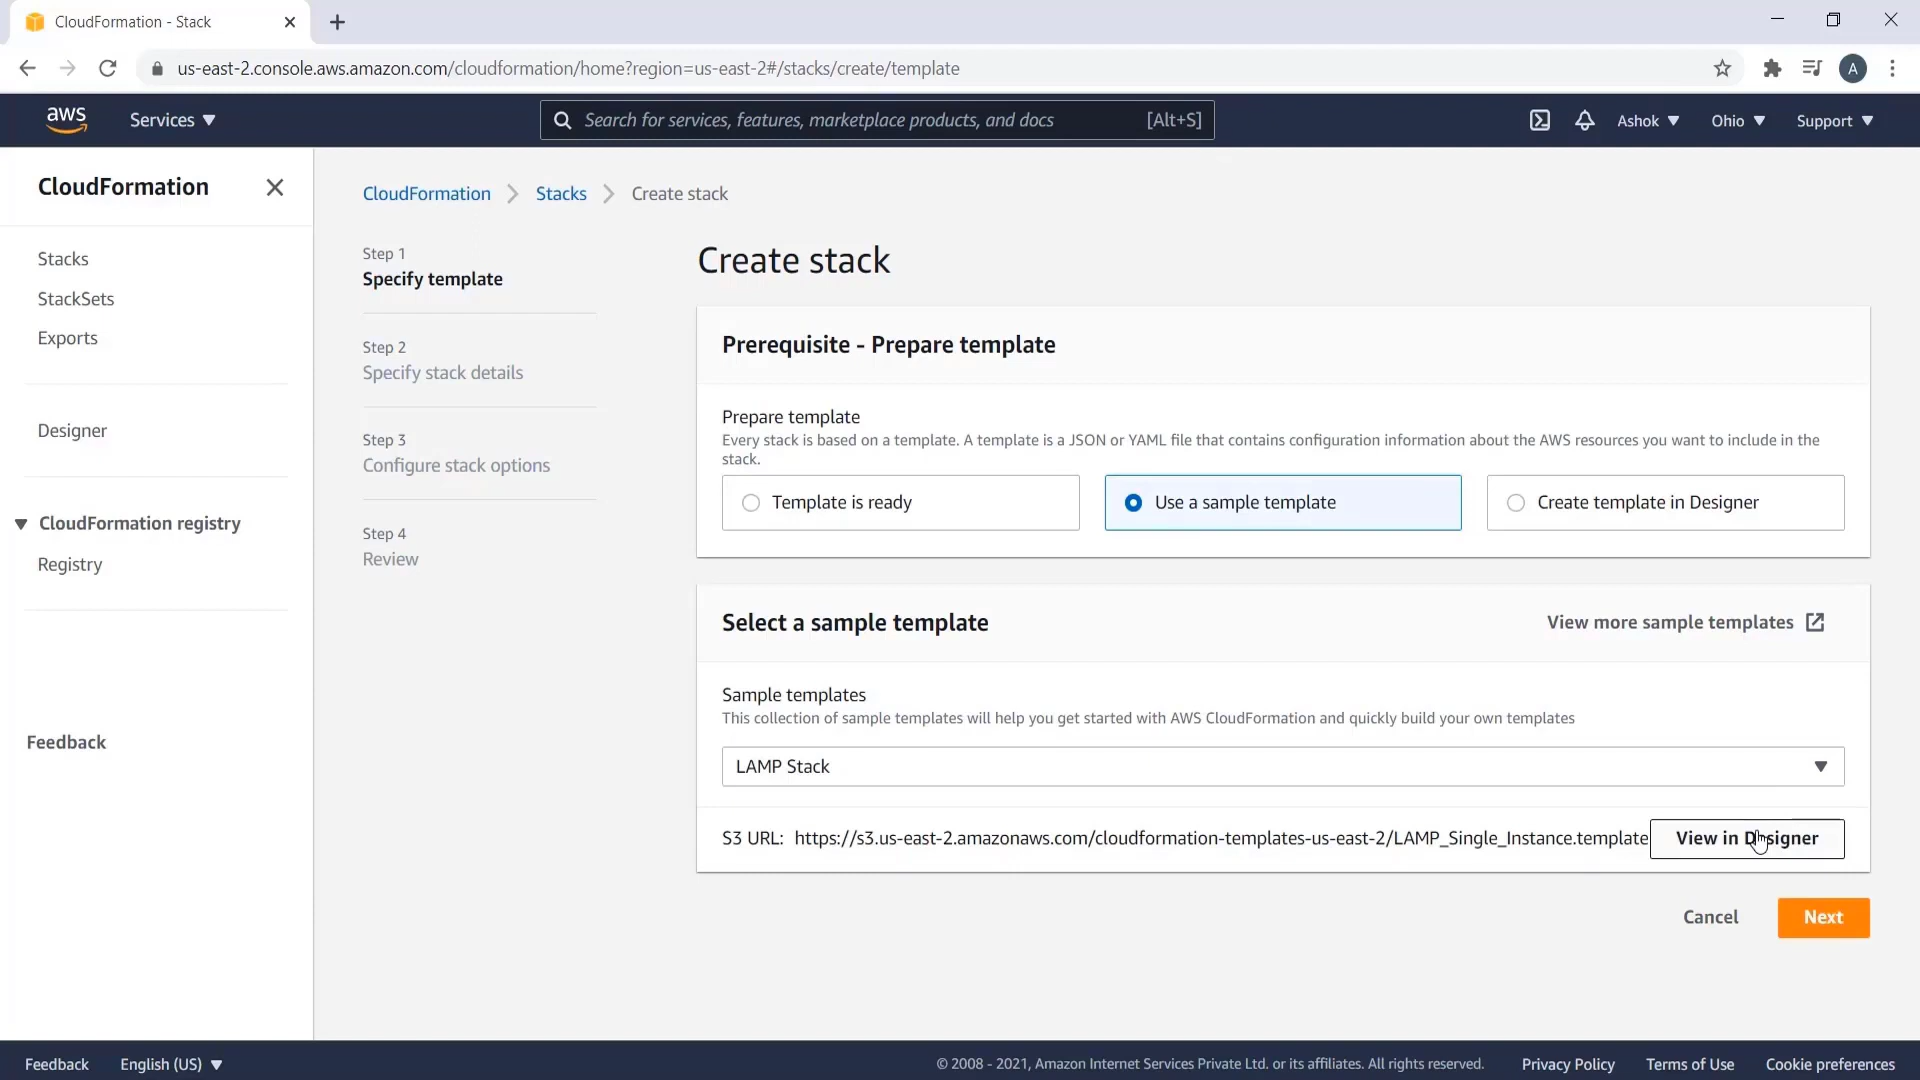 CloudFormation - Stack
us-east-2.console.aws.amazon.com/cloudformation/home?region=us-east-2#/stacks/create/template
A
aws
Services
Search for services, features, marketplace products, and docs
[Alt+S]
Ashok
Ohio
Support
CloudFormation
Stacks
StackSets
Exports
Designer
CloudFormation registry
Registry
Feedback
CloudFormation
Stacks
Create stack
Step 1
Specify template
Step 2
Specify stack details
Step 3
Configure stack options
Step 4
Review
Create stack
Prerequisite - Prepare template
Prepare template
Every stack is based on a template. A template is a JSON or YAML file that contains configuration information about the AWS resources you want to include in the
stack.
Template is ready
Use a sample template
Create template in Designer
Select a sample template
View more sample templates
Sample templates
This collection of sample templates will help you get started with AWS CloudFormation and quickly build your own templates
LAMP Stack
S3 URL: https://s3.us-east-2.amazonaws.com/cloudformation-templates-us-east-2/LAMP_Single_Instance.template
View in Designer
Cancel
Next
Feedback
English (US)
© 2008 - 2021, Amazon Internet Services Private Ltd. or its affiliates. All rights reserved.
Privacy Policy
Terms of Use
Cookie preferences